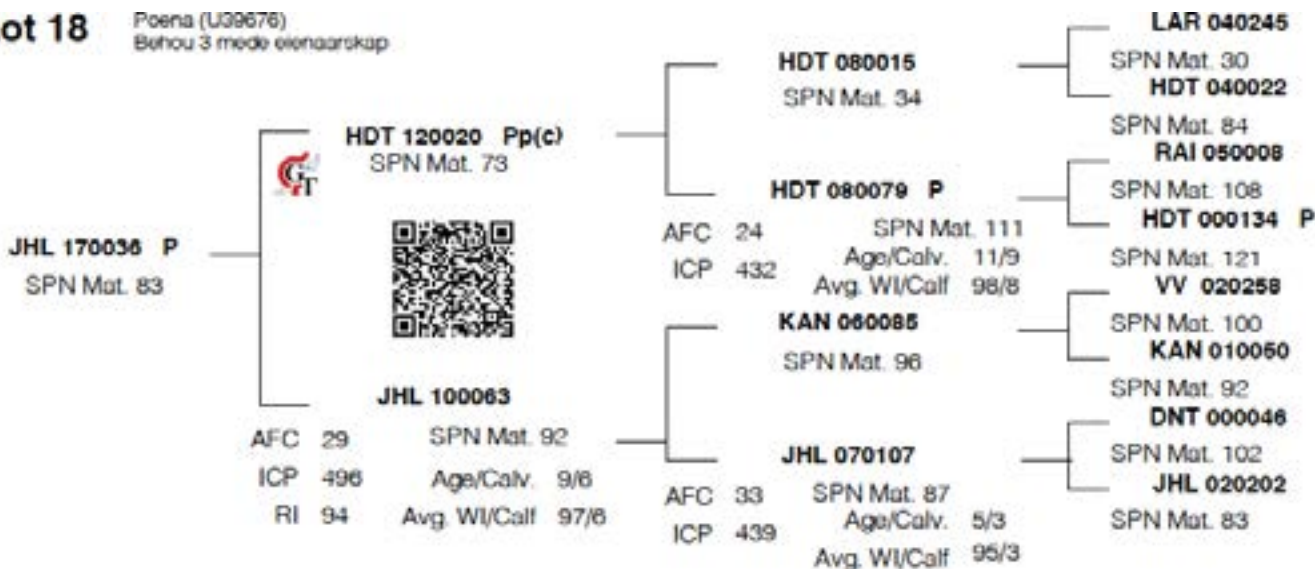 ot 18
Poena (U39676)
Behou 3 mede eienaarskap
LAR 040245
HDT 080015
SPN Mat. 30
SPN Mat. 34
HDT 040022
SPN Mat. 84
HDT 120020 Pp(c)
RAI 050008
SPN Mat. 73
GT
HDT 080079 P
SPN Mat. 108
HDT 000134 P
AFC 24
SPN Mat. 111
JHL 170036 P
ICP 432
Age/Calv. 11/9
SPN Mat. 121
SPN Mat. 83
Avg. WI/Calf 98/8
VV 020258
KAN 060085
SPN Mat. 100
SPN Mat. 96
KAN 010050
SPN Mat. 92
JHL 100063
DNT 000046
AFC 29
SPN Mat. 92
JHL 070107
SPN Mat. 102
ICP 496
Age/Calv. 9/6
AFC 33
SPN Mat. 87
JHL 020202
RI 94
Avg. WI/Calf 97/6
ICP 439
Age/Calv. 5/3
SPN Mat. 83
Avg. WI/Calf 95/3